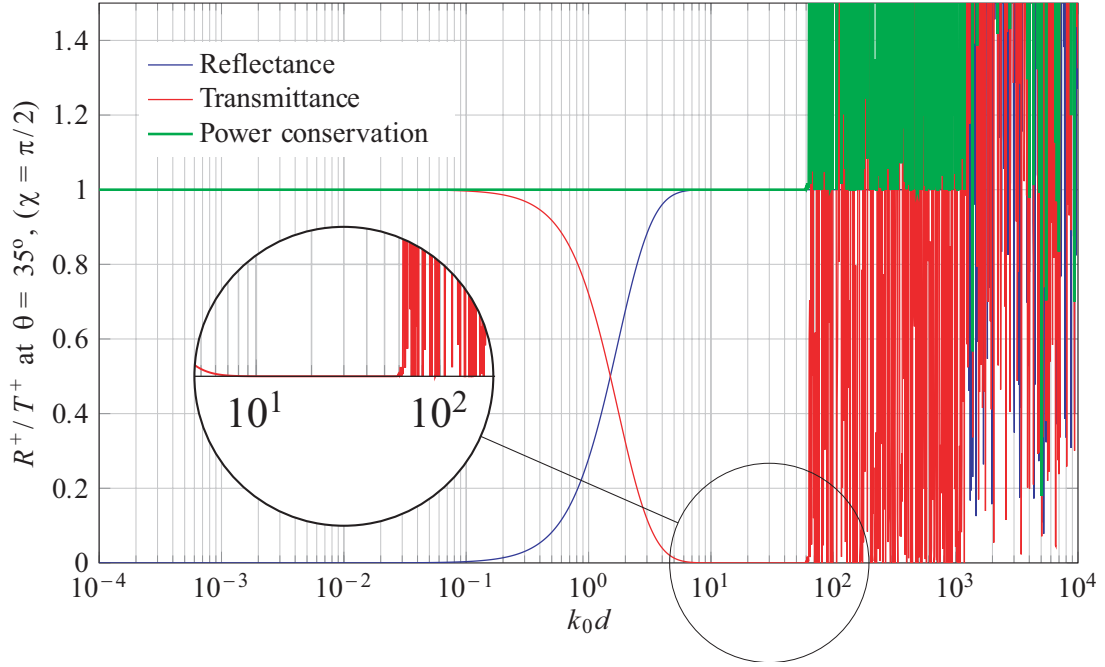 1.4
1.2
1
0.8
0.6
0.4
0.2
0
R⁺/T⁺ at θ = 35º, (χ = π/2)
Reflectance
Transmittance
Power conservation
10¹ 10²
10⁻⁴ 10⁻³ 10⁻² 10⁻¹ 10⁰ 10¹ 10² 10³ 10⁴
k₀d